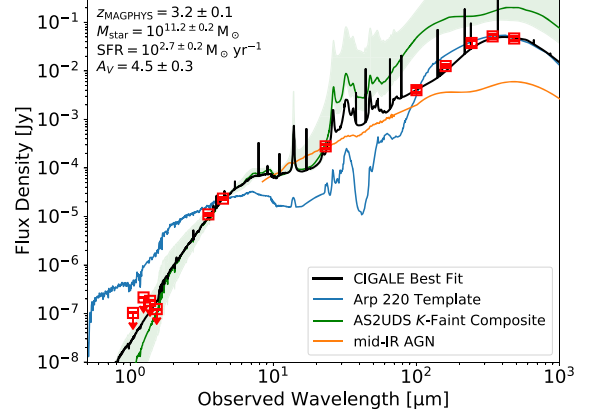 z_MAGPHYS = 3.2 ± 0.1
M_star = 10^11.2 ± 0.2 M_⊙
SFR = 10^2.7 ± 0.2 M_⊙ yr^−1
A_V = 4.5 ± 0.3
Flux Density [Jy]
10^−1
10^−2
10^−3
10^−4
10^−5
10^−6
10^−7
10^−8
CIGALE Best Fit
Arp 220 Template
AS2UDS K-Faint Composite
mid-IR AGN
10^0 10^1 10^2 10^3
Observed Wavelength [μm]